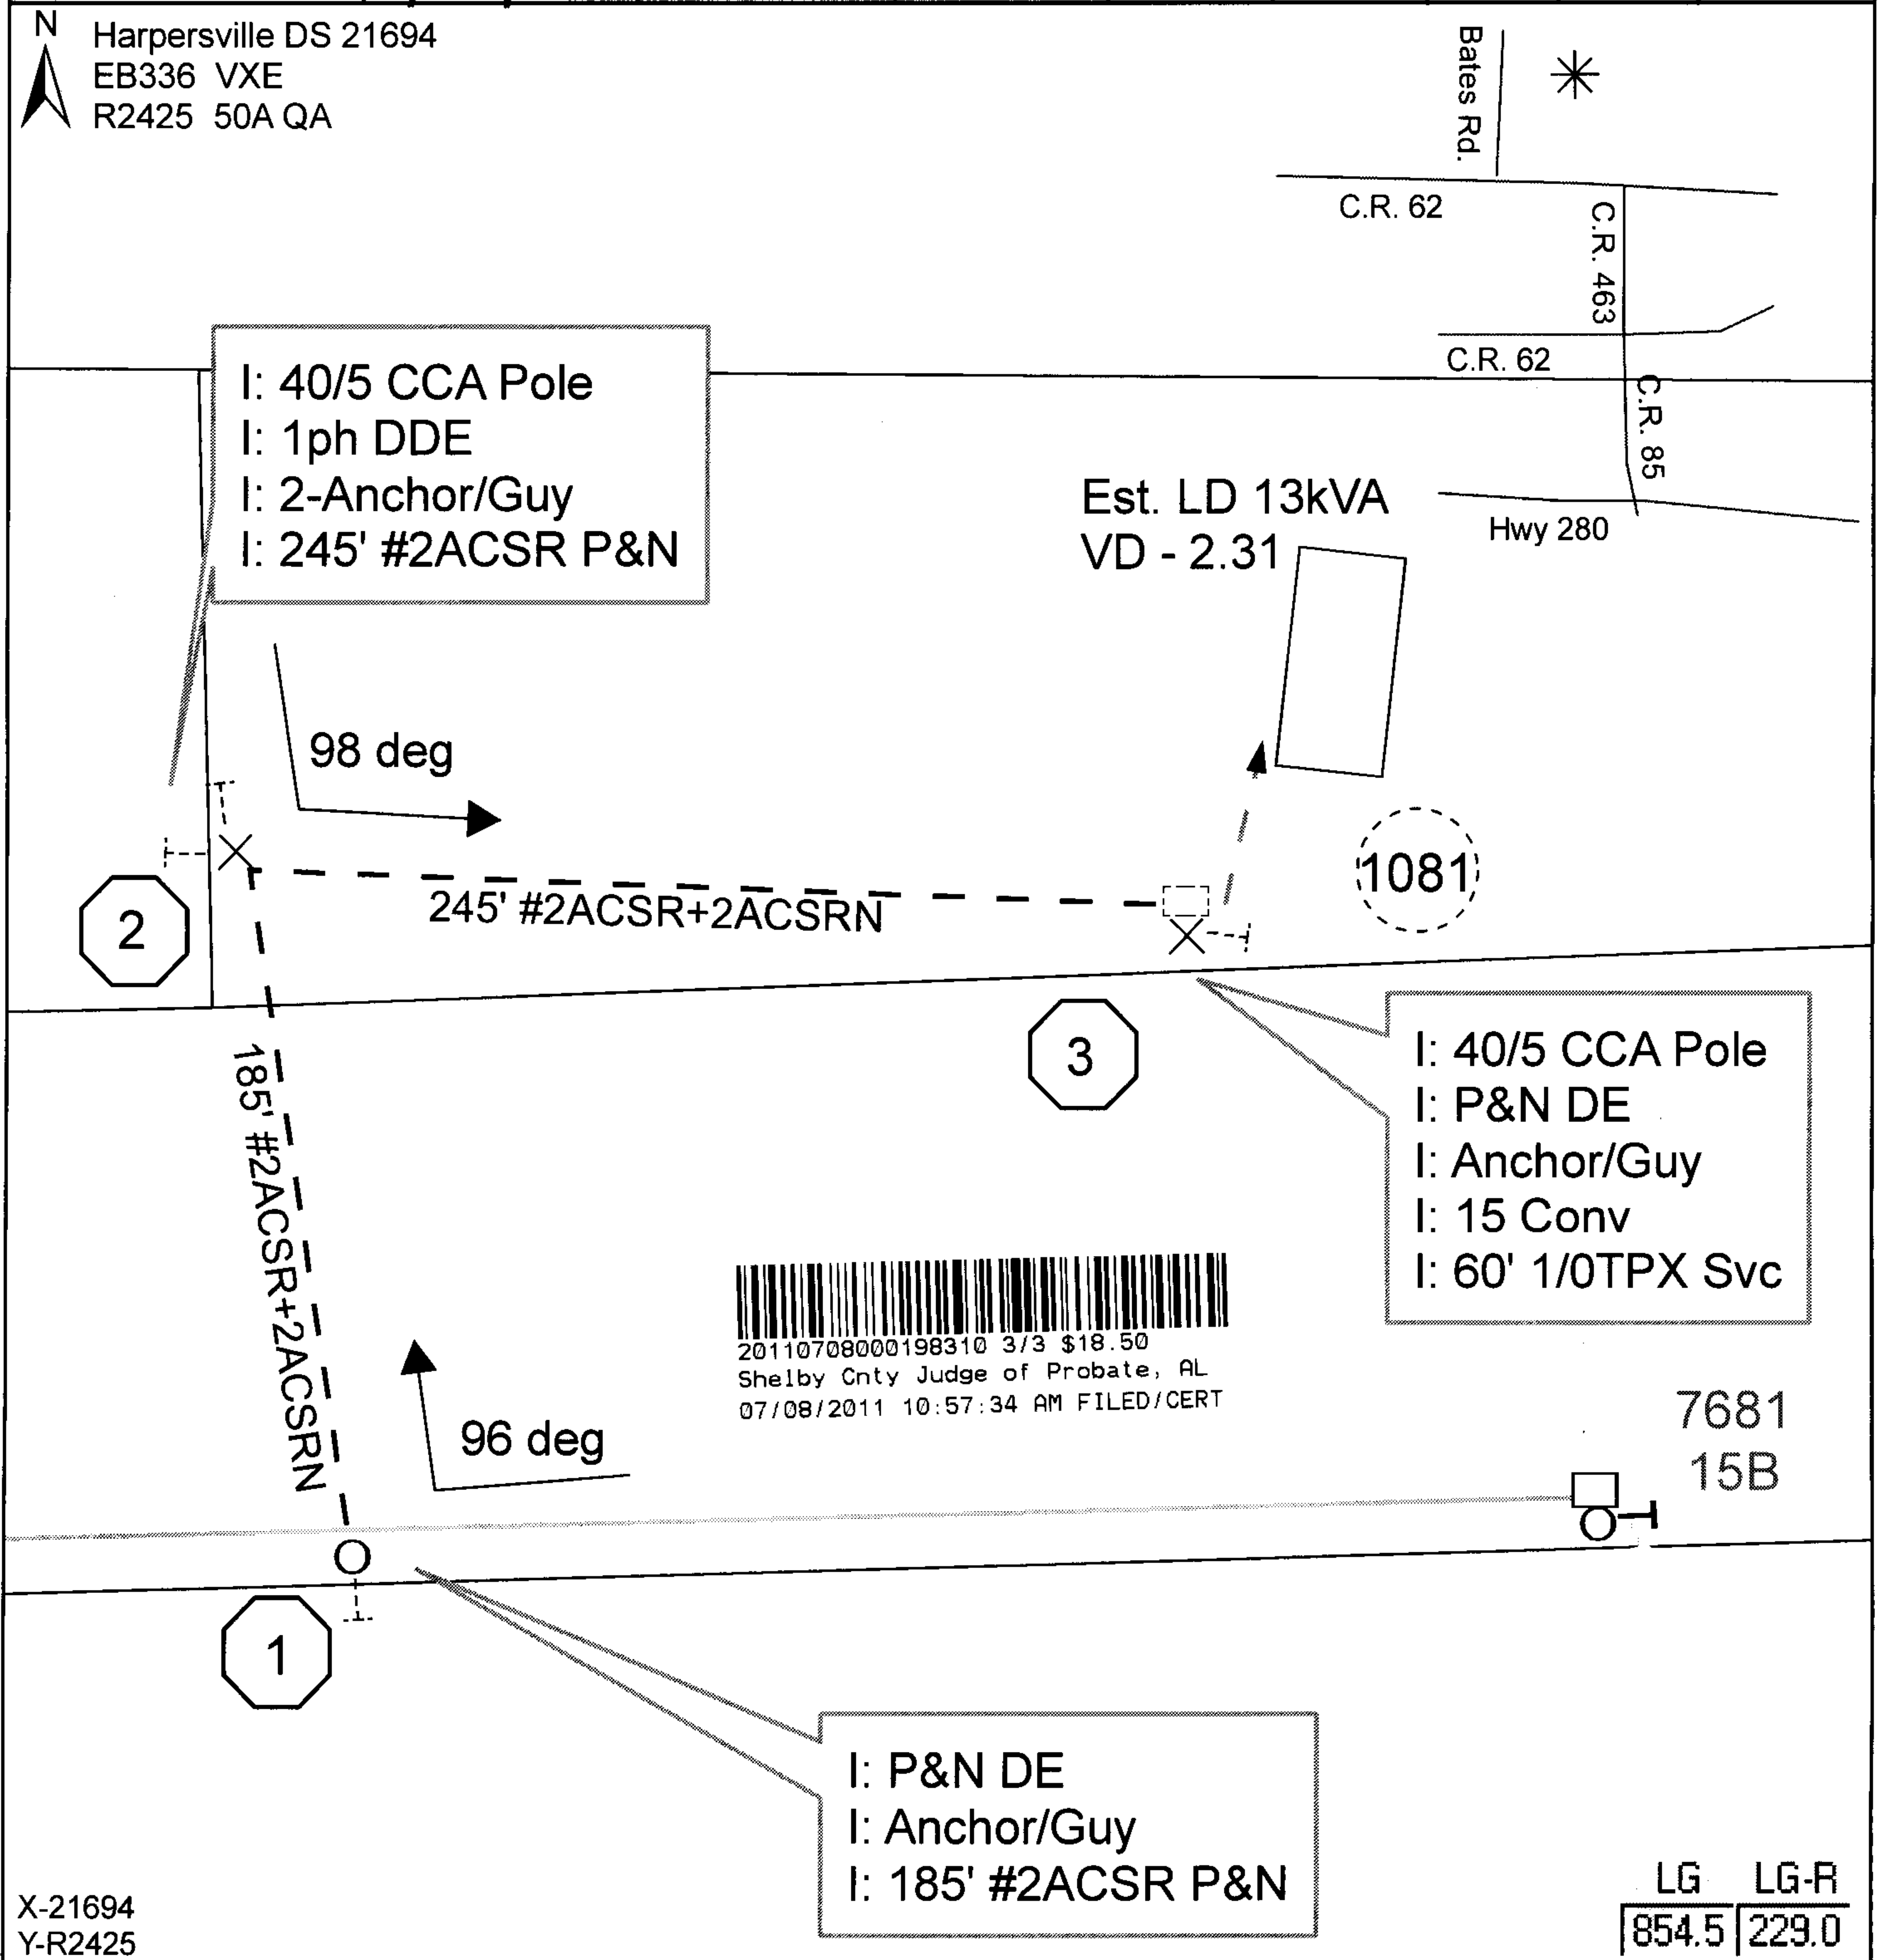 N
Harpersville DS 21694
EB336 VXE
R2425 50A QA
Bates Rd.
C.R. 62
C.R. 463
C.R. 62
C.R. 85
Hwy 280
I: 40/5 CCA Pole
I: 1ph DDE
I: 2-Anchor/Guy
I: 245' #2ACSR P&N
Est. LD 13kVA
VD - 2.31
98 deg
1081
245' #2ACSR+2ACSRN
2
3
I: 40/5 CCA Pole
I: P&N DE
I: Anchor/Guy
I: 15 Conv
I: 60' 1/0TPX Svc
185' #2ACSR+2ACSRN
20110708000198310 3/3 $18.50
Shelby Cnty Judge of Probate, AL
07/08/2011 10:57:34 AM FILED/CERT
96 deg
7681
15B
1
I: P&N DE
I: Anchor/Guy
I: 185' #2ACSR P&N
X-21694
Y-R2425
LG LG-R
854.5 229.0